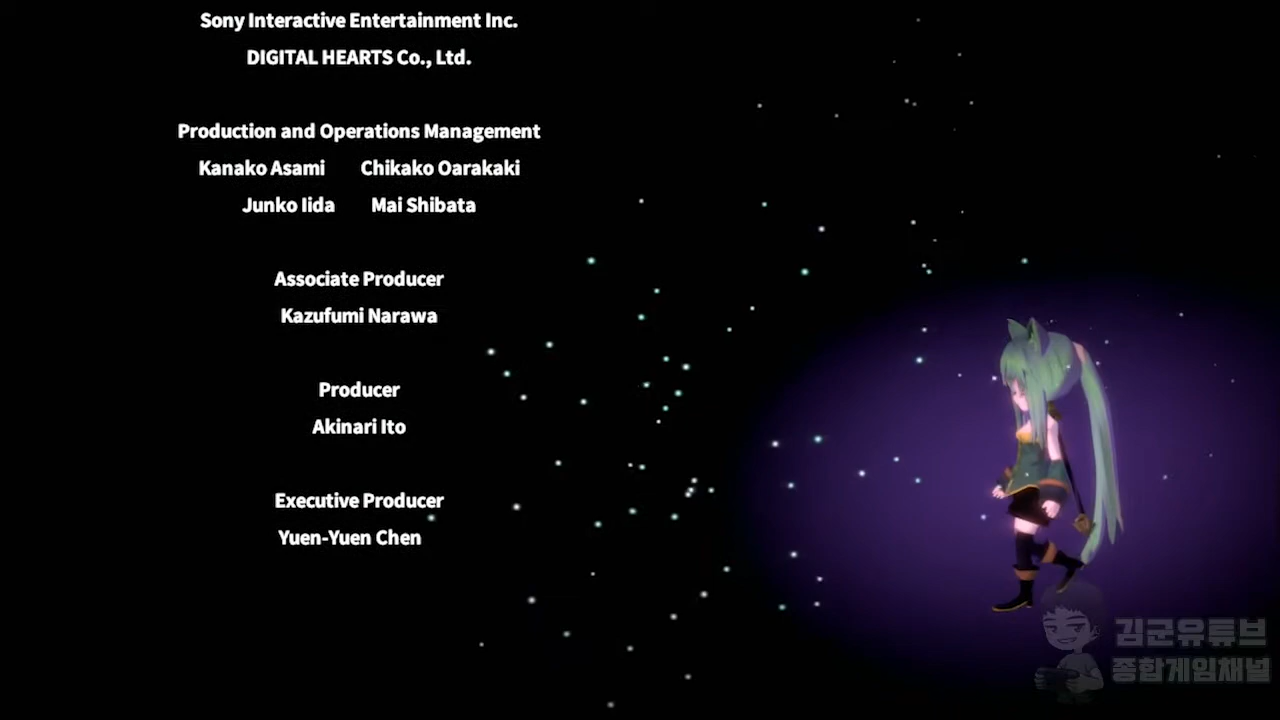 Sony Interactive Entertainment Inc.
DIGITAL HEARTS Co., Ltd.
Production and Operations Management
Kanako Asami Chikako Oarakaki
Junko Iida Mai Shibata
Associate Producer
Kazufumi Narawa
Producer
Akinari Ito
Executive Producer
Yuen-Yuen Chen
김군유튜브
종합게임채널